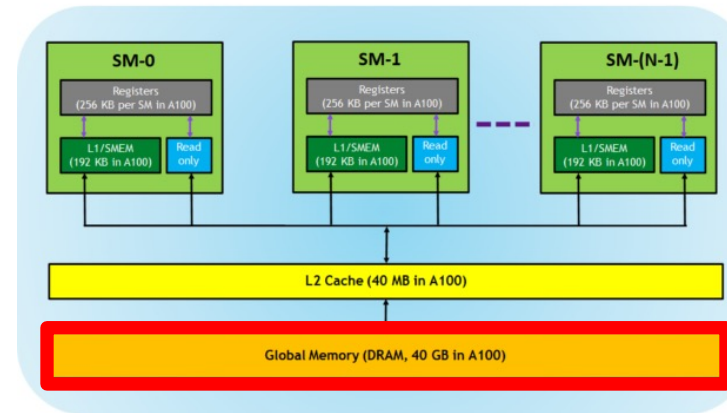 SM-0
Registers
(256 KB per SM in A100)
L1/SMEM
(192 KB in A100)
Read
only
SM-1
Registers
(256 KB per SM in A100)
L1/SMEM
(192 KB in A100)
Read
only
SM-(N-1)
Registers
(256 KB per SM in A100)
L1/SMEM
(192 KB in A100)
Read
only
L2 Cache (40 MB in A100)
Global Memory (DRAM, 40 GB in A100)